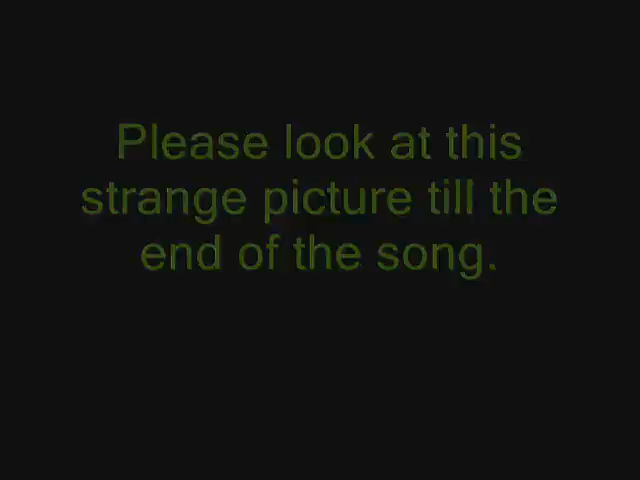 Please look at this
strange picture till the
end of the song.